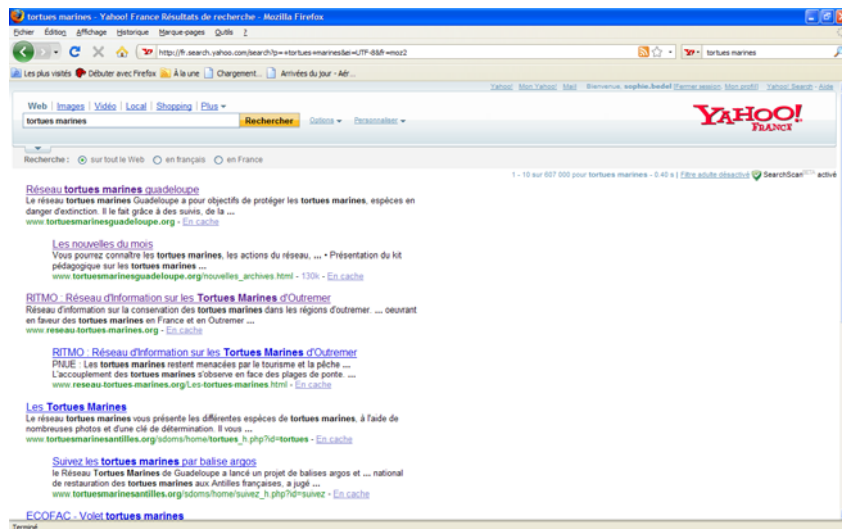 tortues marines - Yahoo! France Résultats de recherche - Mozilla Firefox
Fichier Édition Affichage Historique Marque-pages Outils ?
http://fr.search.yahoo.com/search?p=+tortues+marines&ei=UTF-8&fr=moz2 tortues marines
Les plus visités Débuter avec Firefox À la une Chargement... Arrivées du jour - Aér...
Yahoo! Mon Yahoo! Mail Bienvenue, sophie.bedel [Fermer session, Mon profil] Yahoo! Search - Aide
Web | Images | Vidéo | Local | Shopping | Plus
tortues marines Rechercher Options Personnaliser
YAHOO!
FRANCE
Recherche : sur tout le Web en français en France
1 - 10 sur 607 000 pour tortues marines - 0.40 s | Filtre adulte désactivé SearchScan BETA activé
Réseau tortues marines guadeloupe
Le réseau tortues marines Guadeloupe a pour objectifs de protéger les tortues marines, espèces en
danger d'extinction. Il le fait grâce à des suivis, de la ...
www.tortuesmarinesguadeloupe.org - En cache
Les nouvelles du mois
Vous pourrez connaître les tortues marines, les actions du réseau, ... • Présentation du kit
pédagogique sur les tortues marines ...
www.tortuesmarinesguadeloupe.org/nouvelles_archives.html - 130k - En cache
RITMO : Réseau d'Information sur les Tortues Marines d'Outremer
Réseau d'information sur la conservation des tortues marines dans les régions d'outremer. ... oeuvrant
en faveur des tortues marines en France et en Outremer ...
www.reseau-tortues-marines.org - En cache
RITMO : Réseau d'Information sur les Tortues Marines d'Outremer
PNUE : Les tortues marines restent menacées par le tourisme et la pêche ....
L'accouplement des tortues marines s'observe en face des plages de ponte. ...
www.reseau-tortues-marines.org/Les-tortues-marines.html - En cache
Les Tortues Marines
Le réseau tortues marines vous présente les différentes espèces de tortues marines, à l'aide de
nombreuses photos et d'une clé de détermination. Il vous ...
www.tortuesmarinesantilles.org/sdoms/home/tortues_h.php?id=tortues - En cache
Suivez les tortues marines par balise argos
le Réseau Tortues Marines de Guadeloupe a lancé un projet de balises argos et .... national
de restauration des tortues marines aux Antilles françaises, a jugé ...
www.tortuesmarinesantilles.org/sdoms/home/suivez_h.php?id=suivez - En cache
ECOFAC - Volet tortues marines
Terminé